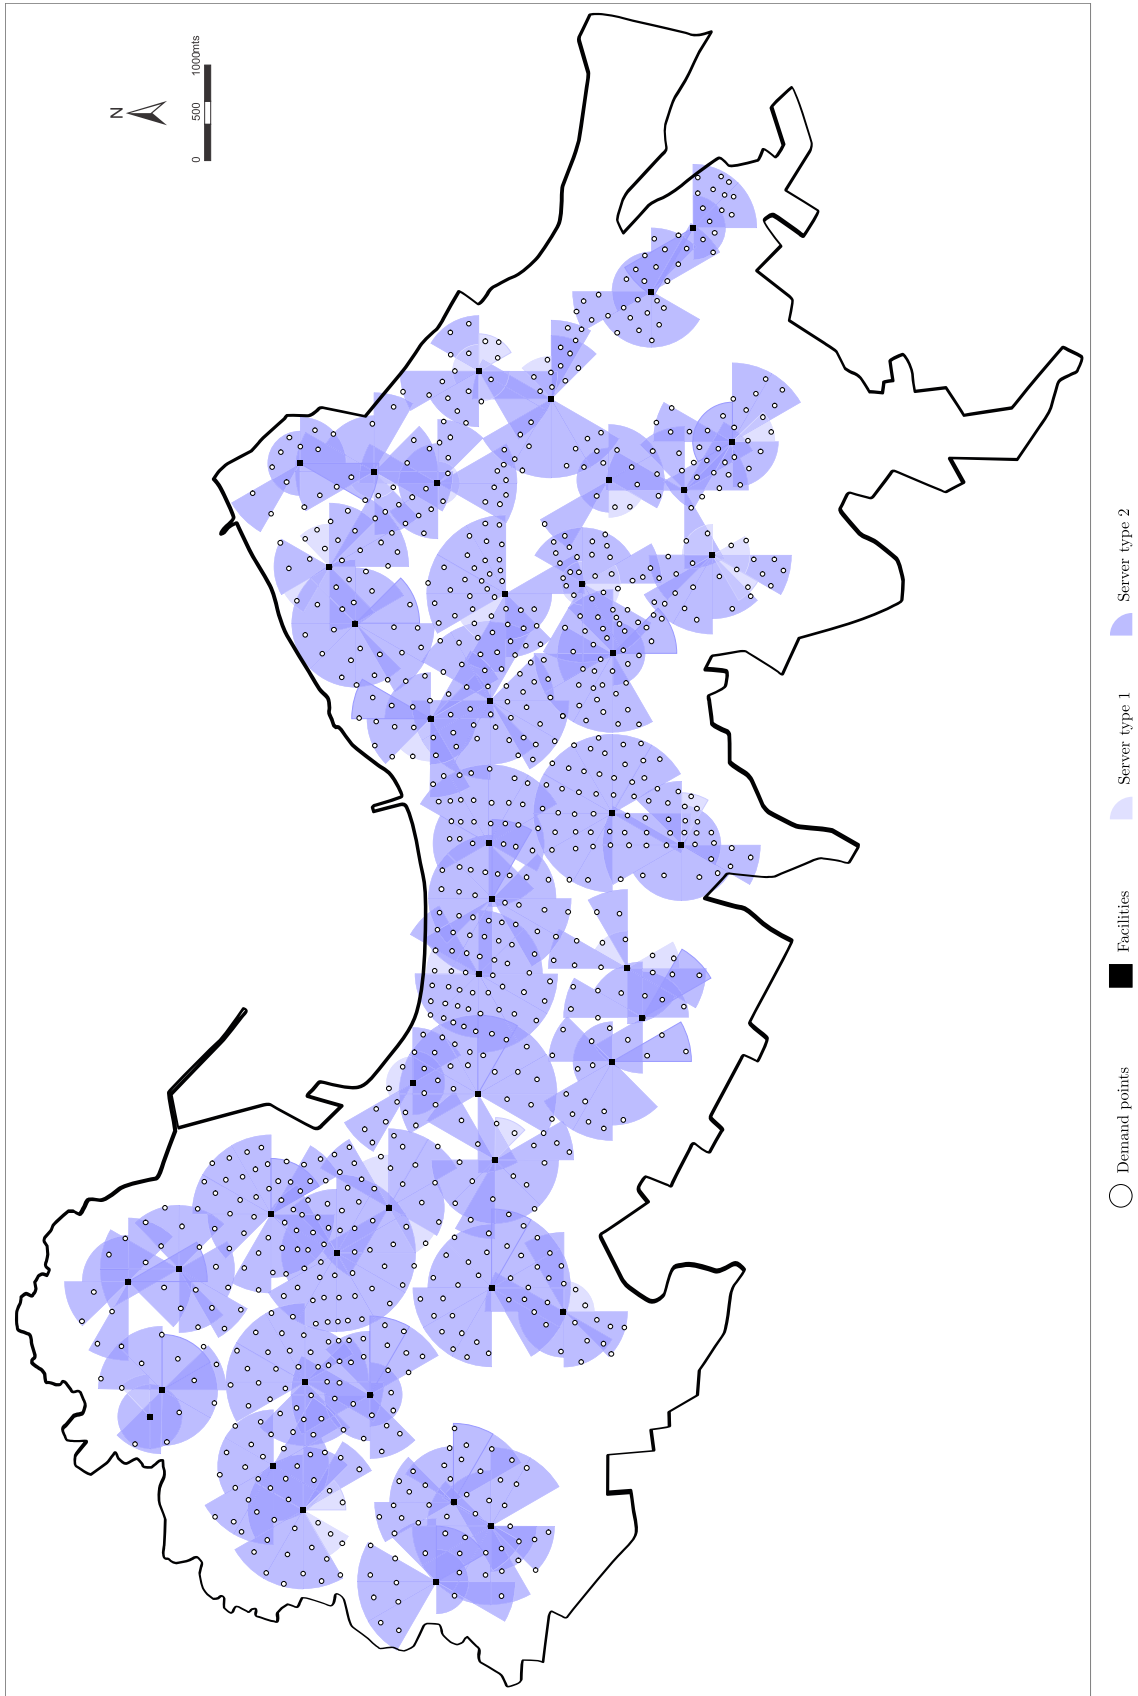 N
0 500 1000mts
Demand points
Facilities
Server type 1
Server type 2